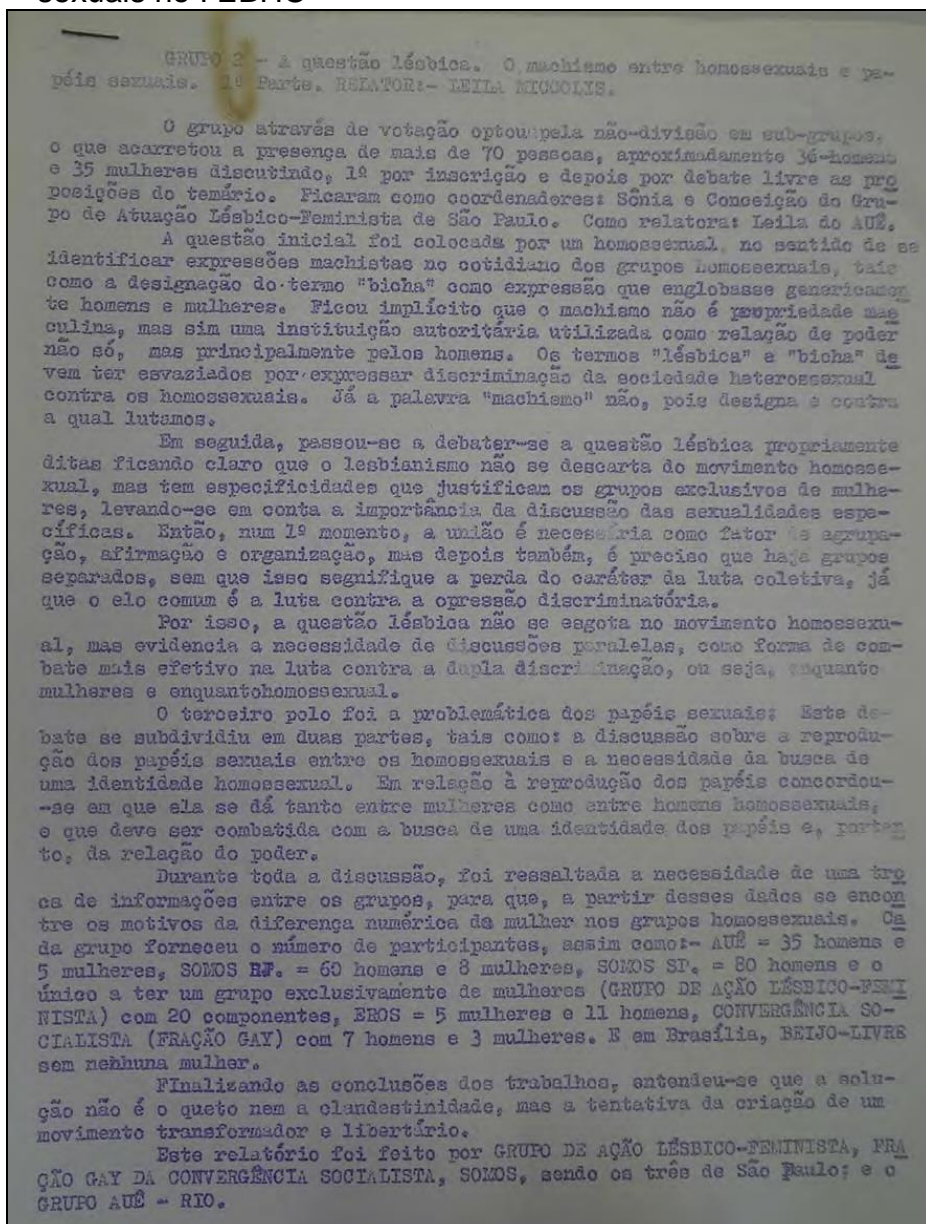 sexuais no
GRUPO 2 - A questão lésbica. O machismo entre homossexuais e pa-
péis sexuais. 1ª Parte. RELATOR:- LEILA MICCOLIS.
O grupo através de votação optou pela não-divisão em sub-grupos.
o que acarretou a presença de mais de 70 pessoas, aproximadamente 36 homens
e 35 mulheres discutindo, 1º por inscrição e depois por debate livre as pro
posições do temário. Ficaram como coordenadores: Sônia e Conceição do Gru-
po de Atuação Lésbico-Feminista de São Paulo. Como relatora: Leila do AUÊ.
A questão inicial foi colocada por um homossexual, no sentido de se
identificar expressões machistas no cotidiano dos grupos homossexuais, tais
como a designação do termo "bicha" como expressão que englobasse genericamen
te homens e mulheres. Ficou implícito que o machismo não é propriedade mas
culina, mas sim uma instituição autoritária utilizada como relação de poder
não só, mas principalmente pelos homens. Os termos "lésbica" e "bicha" de
vem ter esvaziados por expressar discriminação da sociedade heterossexual
contra os homossexuais. Já a palavra "machismo" não, pois designa e contra
a qual lutamos.
Em seguida, passou-se a debater-se a questão lésbica propriamente
ditas ficando claro que o lesbianismo não se descarta do movimento homosse-
xual, mas tem especificidades que justificam os grupos exclusivos de mulhe-
res, levando-se em conta a importância da discussão das sexualidades espe-
cíficas. Então, num 1º momento, a união é necessária como fator de agrupa-
ção, afirmação e organização, mas depois também, é preciso que haja grupos
separados, sem que isso segnifique a perda do caráter da luta coletiva, já
que o elo comum é a luta contra a opressão discriminatória.
Por isso, a questão lésbica não se esgota no movimento homossexu-
al, mas evidencia a necessidade de discussões paralelas, como forma de com-
bate mais efetivo na luta contra a dupla discriminação, ou seja, enquanto
mulheres e enquantohomossexual.
O terceiro polo foi a problemática dos papéis sexuais: Este de-
bate se subdividiu em duas partes, tais como: a discussão sobre a reprodu-
ção dos papéis sexuais entre os homossexuais e a necessidade da busca de
uma identidade homossexual. Em relação à reprodução dos papéis concordou-
-se em que ela se dá tanto entre mulheres como entre homens homossexuais,
e que deve ser combatida com a busca de uma identidade dos papéis e, portan
to, da relação do poder.
Durante toda a discussão, foi ressaltada a necessidade de uma tro
ca de informações entre os grupos, para que, a partir desses dados se encon
tre os motivos da diferença numérica da mulher nos grupos homossexuais. Ca
da grupo forneceu o número de participantes, assim como:- AUÊ = 35 homens e
5 mulheres, SOMOS RJ. = 60 homens e 8 mulheres, SOMOS SP. = 80 homens e o
único a ter um grupo exclusivamente de mulheres (GRUPO DE AÇÃO LÉSBICO-FEMI
NISTA) com 20 componentes, EROS = 5 mulheres e 11 homens, CONVERGÊNCIA SO-
CIALISTA (FRAÇÃO GAY) com 7 homens e 3 mulheres. E em Brasília, BEIJO-LIVRE
sem nehhuna mulher.
FInalizando as conclusões dos trabalhos, entendeu-se que a solu-
ção não é o gueto nem a clandestinidade, mas a tentativa da criação de um
movimento transformador e libertário.
Este relatório foi feito por GRUPO DE AÇÃO LÉSBICO-FEMINISTA, FRA
ÇÃO GAY DA CONVERGÊNCIA SOCIALISTA, SOMOS, sendo os três de São Paulo; e o
GRUPO AUÊ - RIO.